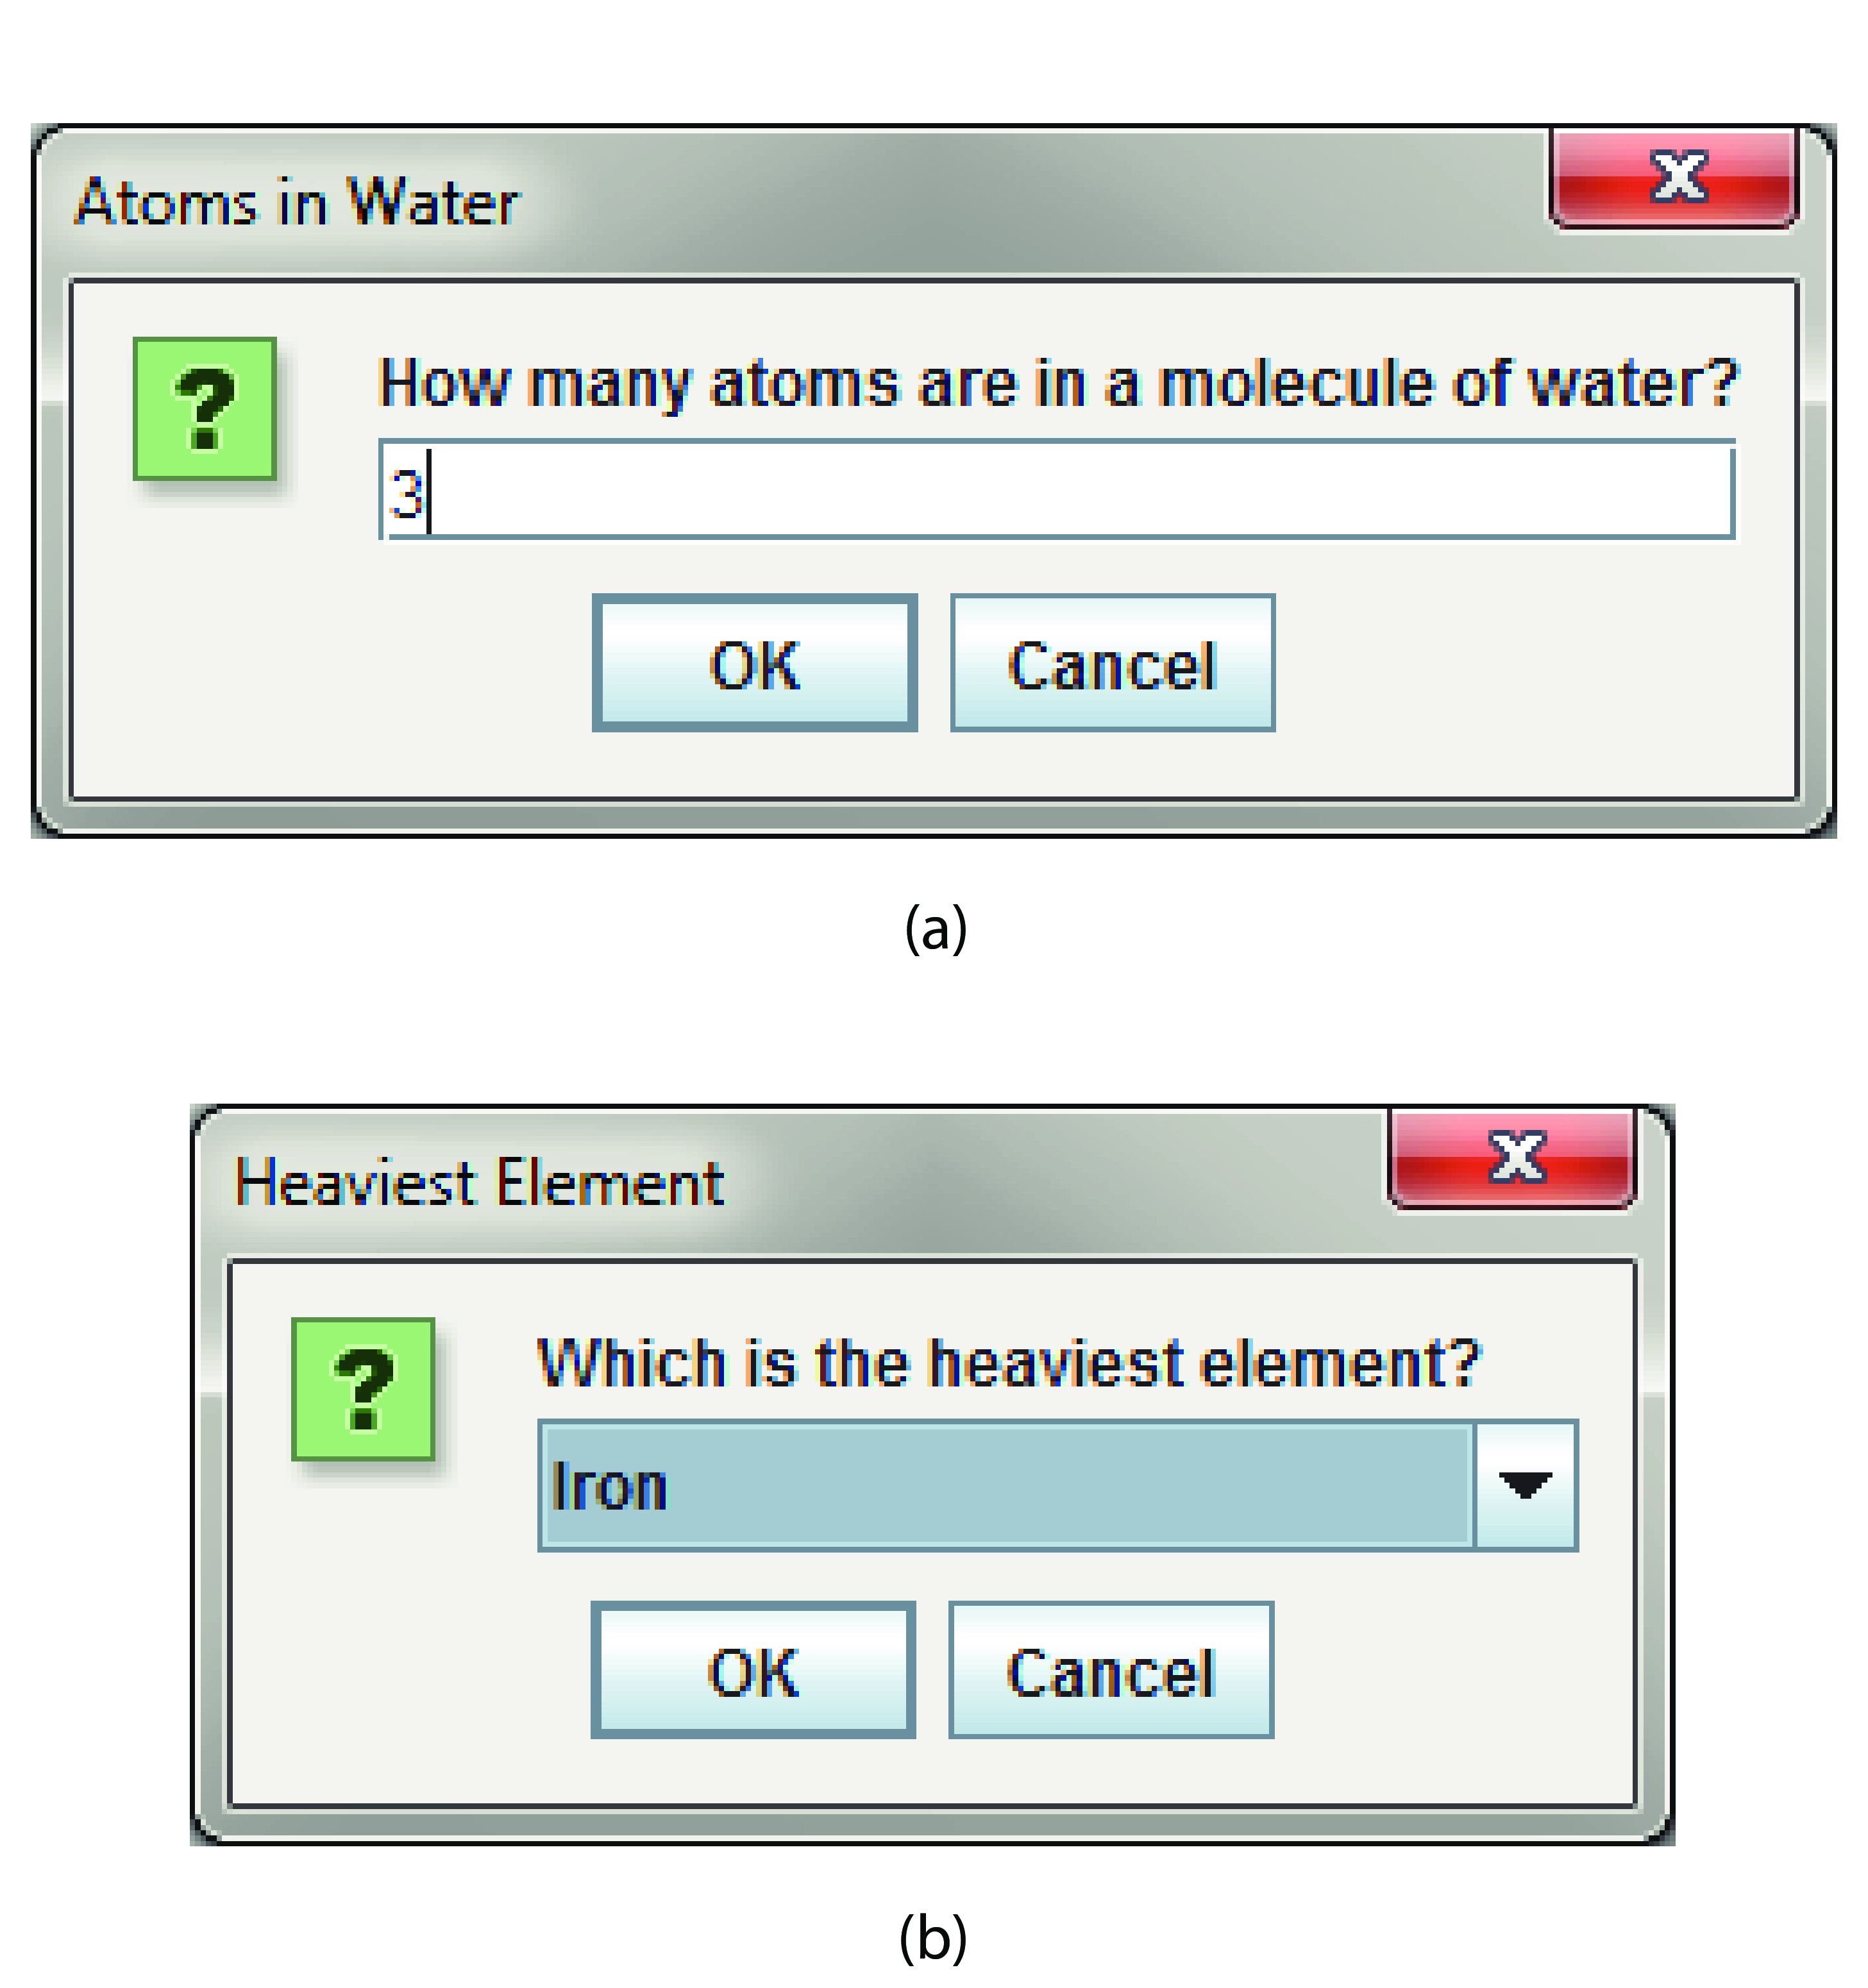 Atoms in Water
x
?
How many atoms are in a molecule of water?
3
OK Cancel
(a)
Heaviest Element
x
?
Which is the heaviest element?
Iron
OK Cancel
(b)